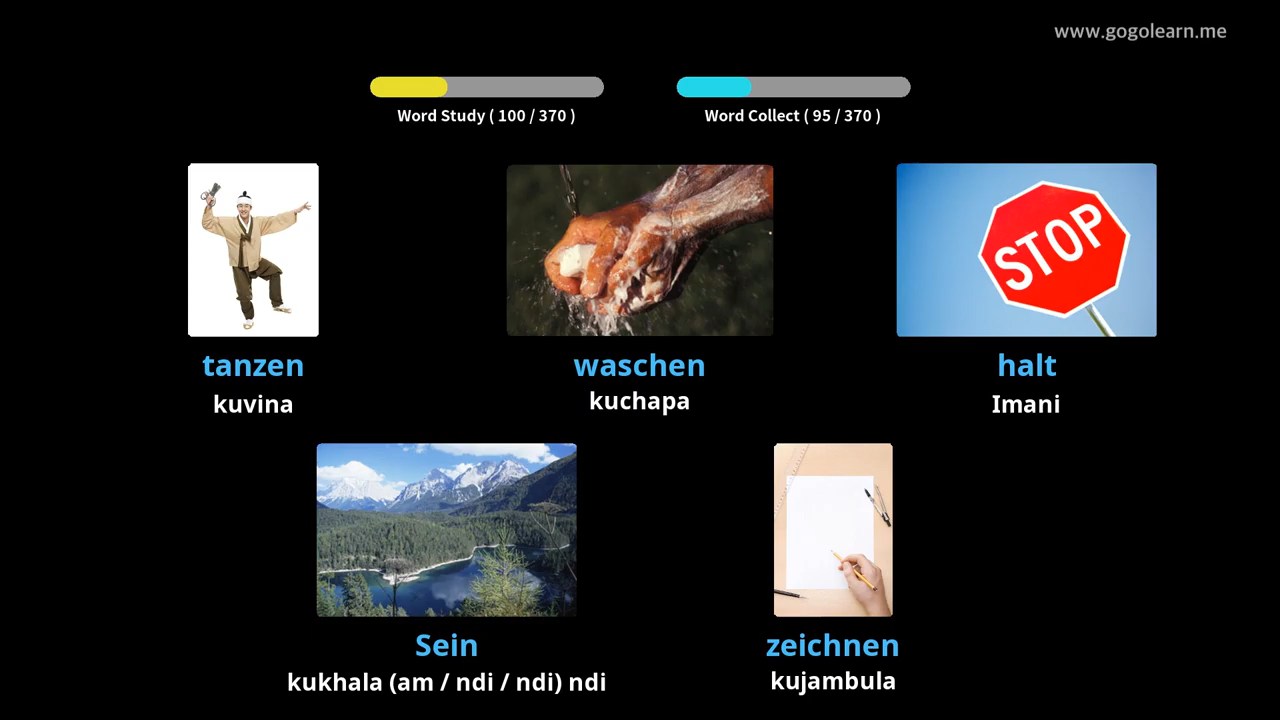 www.gogolearn.me
Word Study ( 100 / 370 )
Word Collect ( 95 / 370 )
STOP
tanzen
kuvina
waschen
kuchapa
halt
Imani
Sein
kukhala (am / ndi / ndi) ndi
zeichnen
kujambula